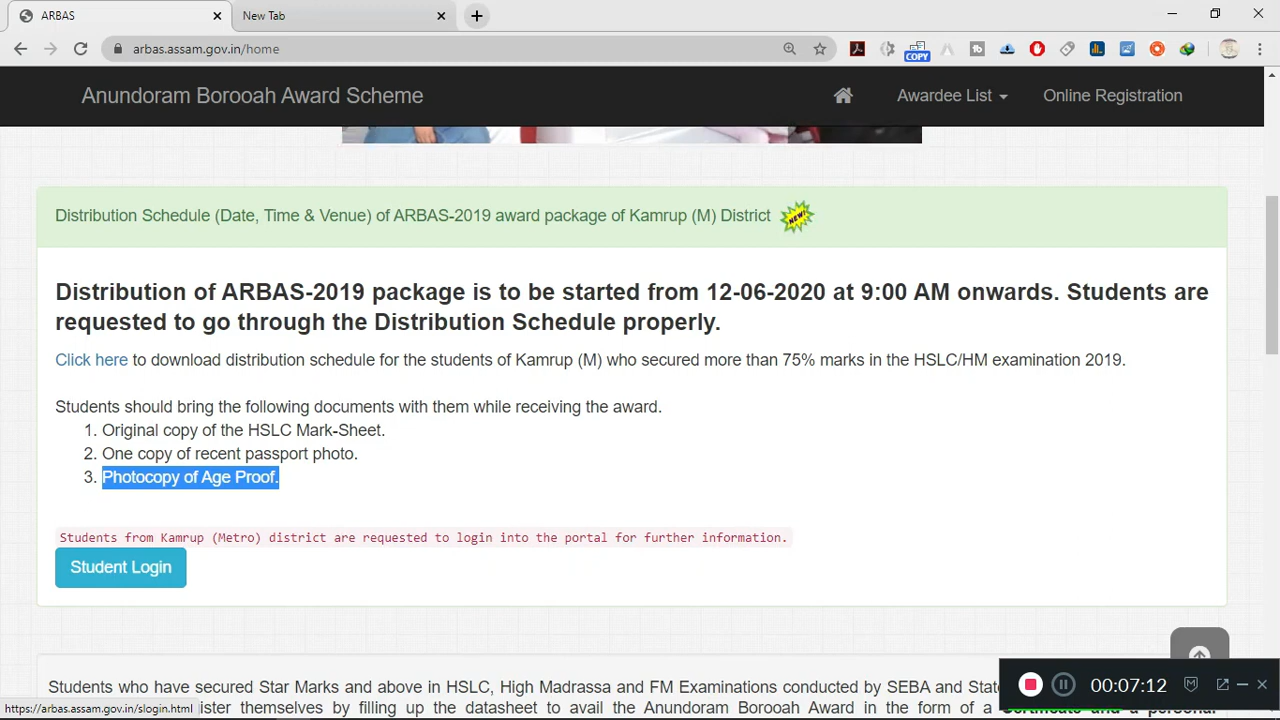 ARBAS
New Tab
arbas.assam.gov.in/home
COPY
Anundoram Borooah Award Scheme
Awardee List
Online Registration
Distribution Schedule (Date, Time & Venue) of ARBAS-2019 award package of Kamrup (M) District NEW!
Distribution of ARBAS-2019 package is to be started from 12-06-2020 at 9:00 AM onwards. Students are
requested to go through the Distribution Schedule properly.
Click here to download distribution schedule for the students of Kamrup (M) who secured more than 75% marks in the HSLC/HM examination 2019.
Students should bring the following documents with them while receiving the award.
1. Original copy of the HSLC Mark-Sheet.
2. One copy of recent passport photo.
3. Photocopy of Age Proof.
Students from Kamrup (Metro) district are requested to login into the portal for further information.
Student Login
Students who have secured Star Marks and above in HSLC, High Madrassa and FM Examinations conducted by SEBA and State
00:07:12
https://arbas.assam.gov.in/slogin.html
ister themselves by filling up the datasheet to avail the Anundoram Borooah Award in the form of a Certificate and a personal